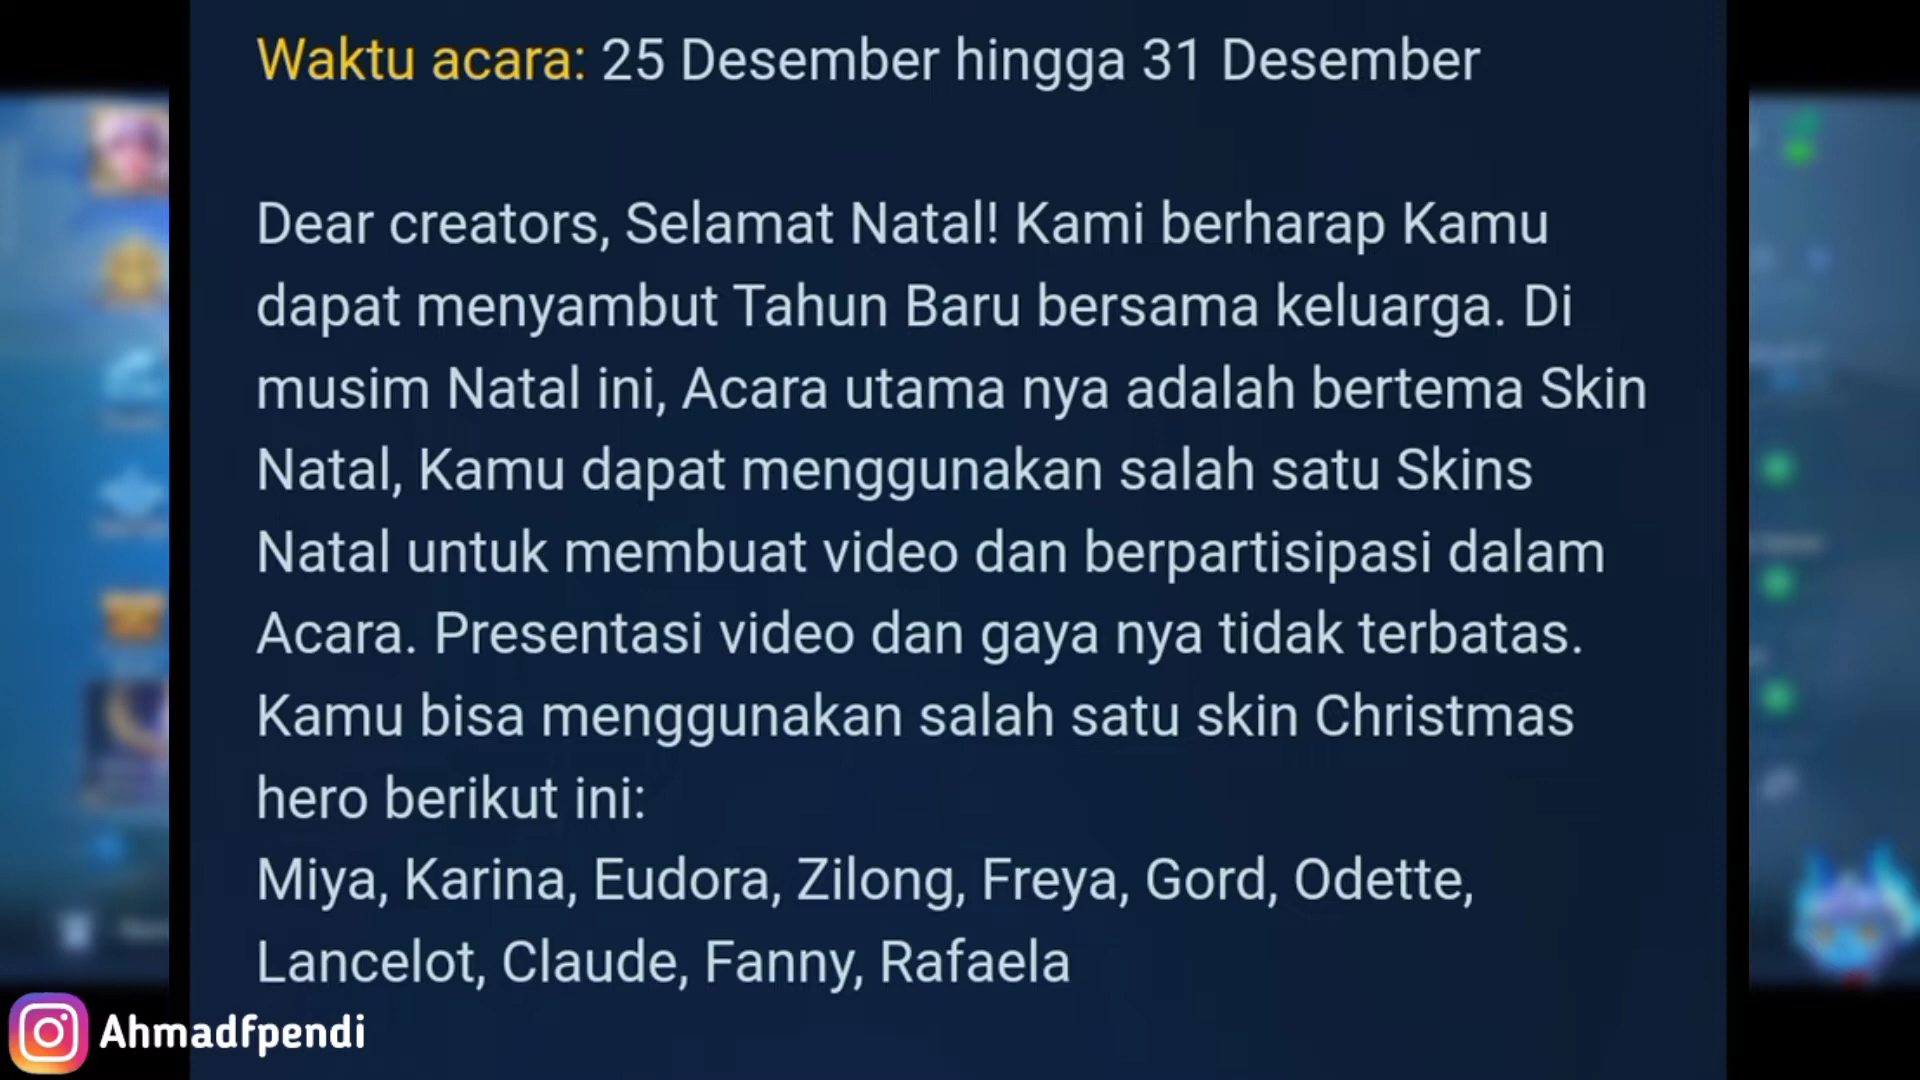 Waktu acara: 25 Desember hingga 31 Desember
Dear creators, Selamat Natal! Kami berharap Kamu
dapat menyambut Tahun Baru bersama keluarga. Di
musim Natal ini, Acara utama nya adalah bertema Skin
Natal, Kamu dapat menggunakan salah satu Skins
Natal untuk membuat video dan berpartisipasi dalam
Acara. Presentasi video dan gaya nya tidak terbatas.
Kamu bisa menggunakan salah satu skin Christmas
hero berikut ini:
Miya, Karina, Eudora, Zilong, Freya, Gord, Odette,
Lancelot, Claude, Fanny, Rafaela
Ahmadfpendi